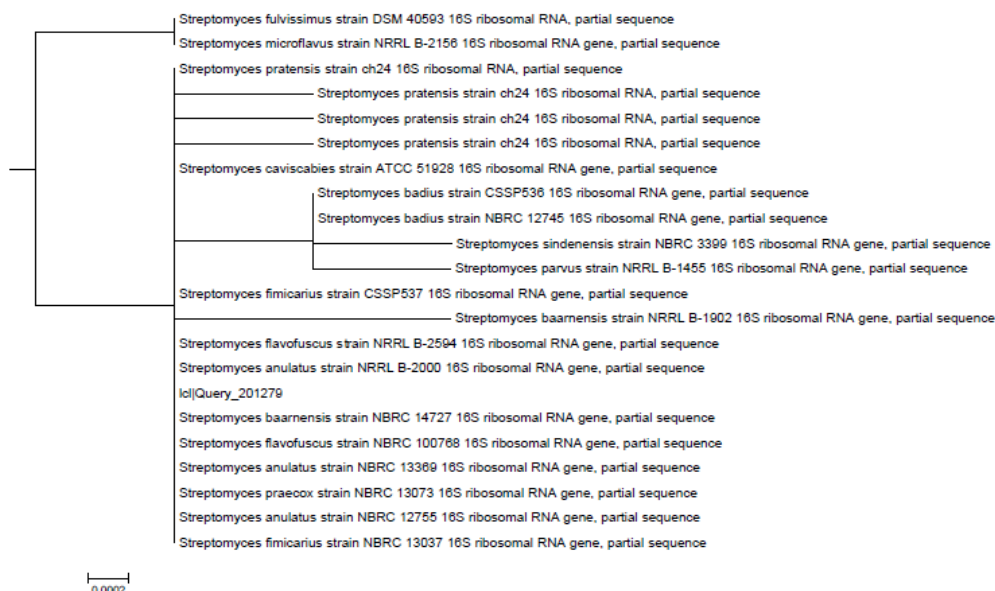 Streptomyces fulvissimus strain DSM 40593 16S ribosomal RNA, partial sequence
Streptomyces microflavus strain NRRL B-2156 16S ribosomal RNA gene, partial sequence
Streptomyces pratensis strain ch24 16S ribosomal RNA, partial sequence
Streptomyces pratensis strain ch24 16S ribosomal RNA, partial sequence
Streptomyces pratensis strain ch24 16S ribosomal RNA, partial sequence
Streptomyces pratensis strain ch24 16S ribosomal RNA, partial sequence
Streptomyces caviscabies strain ATCC 51928 16S ribosomal RNA gene, partial sequence
Streptomyces badius strain CSSP536 16S ribosomal RNA gene, partial sequence
Streptomyces badius strain NBRC 12745 16S ribosomal RNA gene, partial sequence
Streptomyces sindenensis strain NBRC 3399 16S ribosomal RNA gene, partial sequence
Streptomyces parvus strain NRRL B-1455 16S ribosomal RNA gene, partial sequence
Streptomyces fimicarius strain CSSP537 16S ribosomal RNA gene, partial sequence
Streptomyces baarnensis strain NRRL B-1902 16S ribosomal RNA gene, partial sequence
Streptomyces flavofuscus strain NRRL B-2594 16S ribosomal RNA gene, partial sequence
Streptomyces anulatus strain NRRL B-2000 16S ribosomal RNA gene, partial sequence
lcl|Query_201279
Streptomyces baarnensis strain NBRC 14727 16S ribosomal RNA gene, partial sequence
Streptomyces flavofuscus strain NBRC 100768 16S ribosomal RNA gene, partial sequence
Streptomyces anulatus strain NBRC 13369 16S ribosomal RNA gene, partial sequence
Streptomyces praecox strain NBRC 13073 16S ribosomal RNA gene, partial sequence
Streptomyces anulatus strain NBRC 12755 16S ribosomal RNA gene, partial sequence
Streptomyces fimicarius strain NBRC 13037 16S ribosomal RNA gene, partial sequence
0.0002